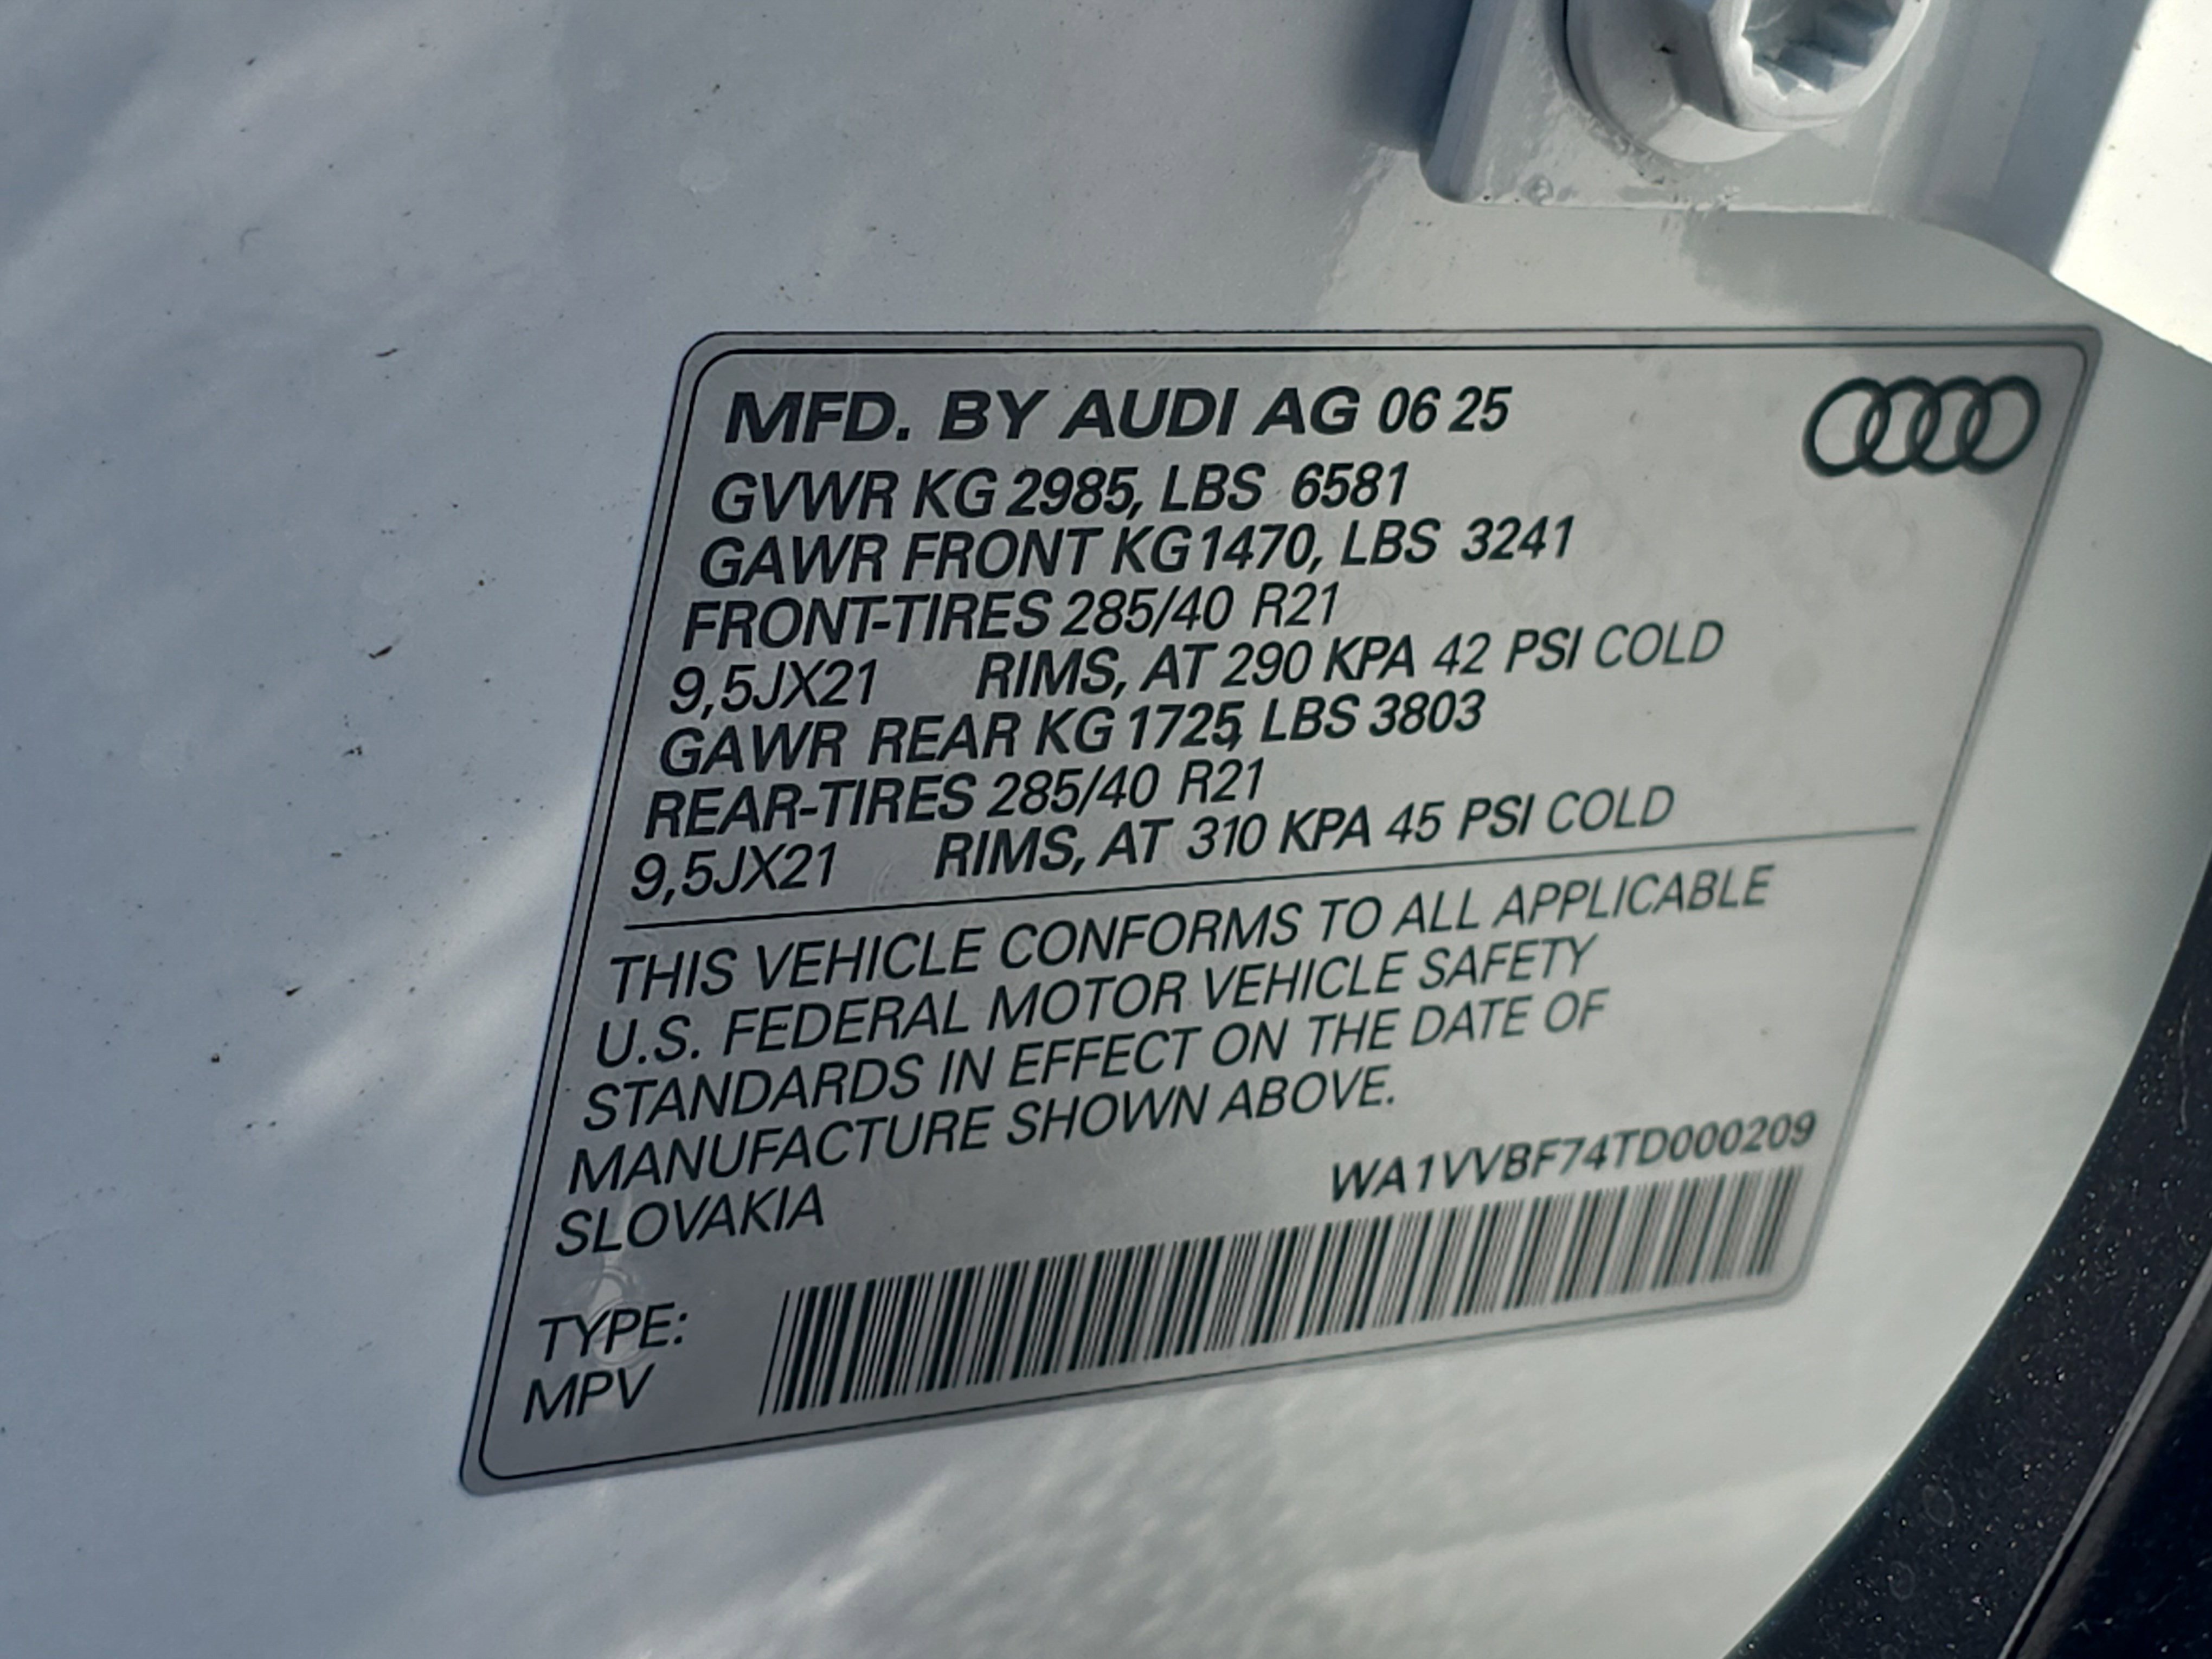 MFD. BY AUDI AG 06 25
GVWR KG 2985, LBS 6581
GAWR FRONT KG 1470, LBS 3241
FRONT-TIRES 285/40 R21
9,5JX21 RIMS, AT 290 KPA 42 PSI COLD
GAWR REAR KG 1725, LBS 3803
REAR-TIRES 285/40 R21
9,5JX21 RIMS, AT 310 KPA 45 PSI COLD
THIS VEHICLE CONFORMS TO ALL APPLICABLE
U.S. FEDERAL MOTOR VEHICLE SAFETY
STANDARDS IN EFFECT ON THE DATE OF
MANUFACTURE SHOWN ABOVE.
SLOVAKIA
WA1VVBF74TD000209
TYPE:
MPV